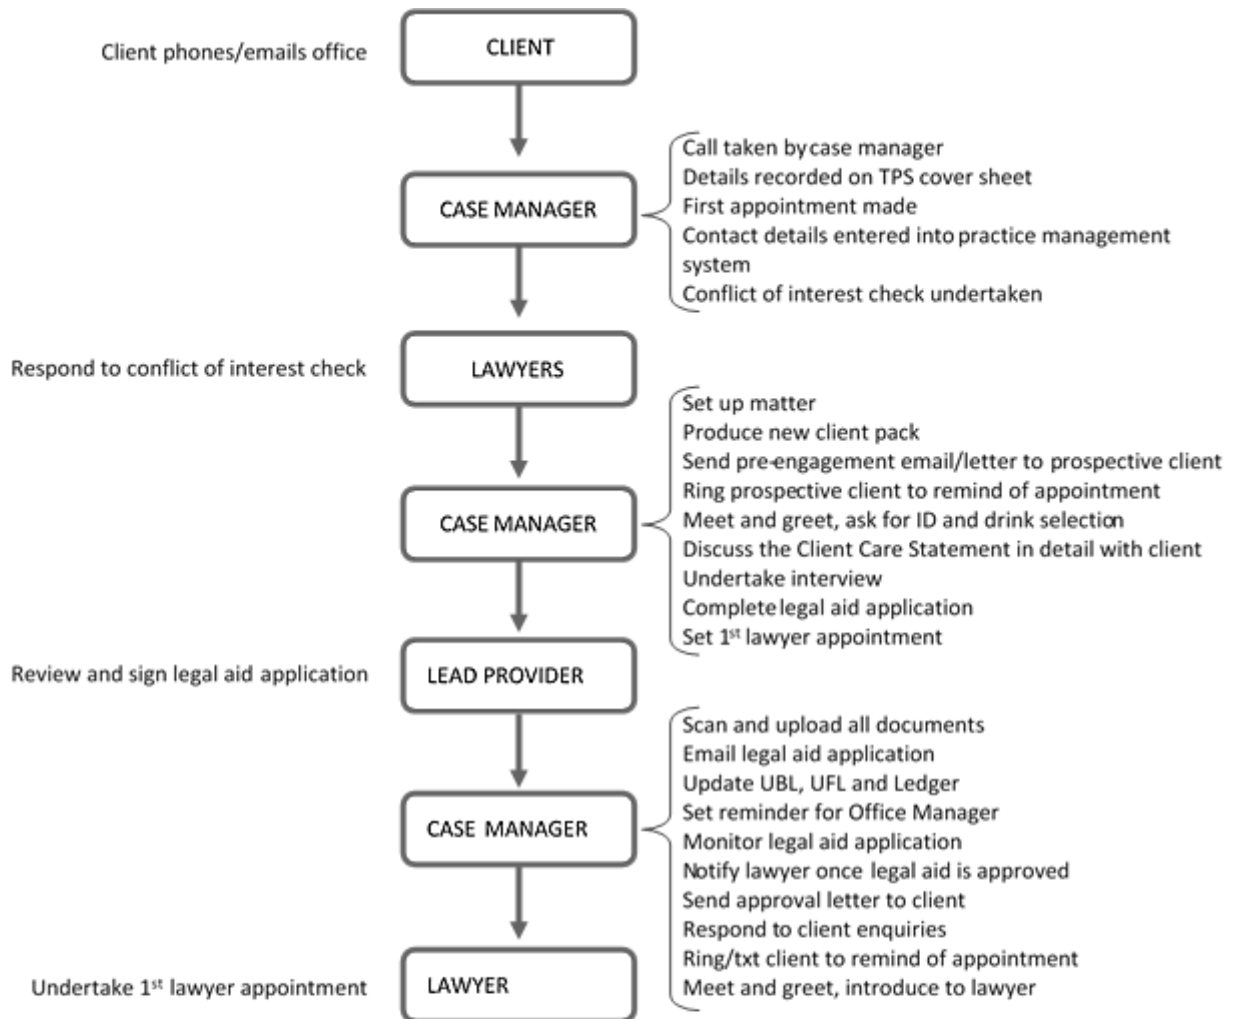 Client phones/emails office
CLIENT
CASE MANAGER
Call taken by case manager
Details recorded on TPS cover sheet
First appointment made
Contact details entered into practice management
system
Conflict of interest check undertaken
Respond to conflict of interest check
LAWYERS
CASE MANAGER
Set up matter
Produce new client pack
Send pre-engagement email/letter to prospective client
Ring prospective client to remind of appointment
Meet and greet, ask for ID and drink selection
Discuss the Client Care Statement in detail with client
Undertake interview
Complete legal aid application
Set 1st lawyer appointment
Review and sign legal aid application
LEAD PROVIDER
CASE MANAGER
Scan and upload all documents
Email legal aid application
Update UBL, UFL and Ledger
Set reminder for Office Manager
Monitor legal aid application
Notify lawyer once legal aid is approved
Send approval letter to client
Respond to client enquiries
Ring/txt client to remind of appointment
Meet and greet, introduce to lawyer
Undertake 1st lawyer appointment
LAWYER